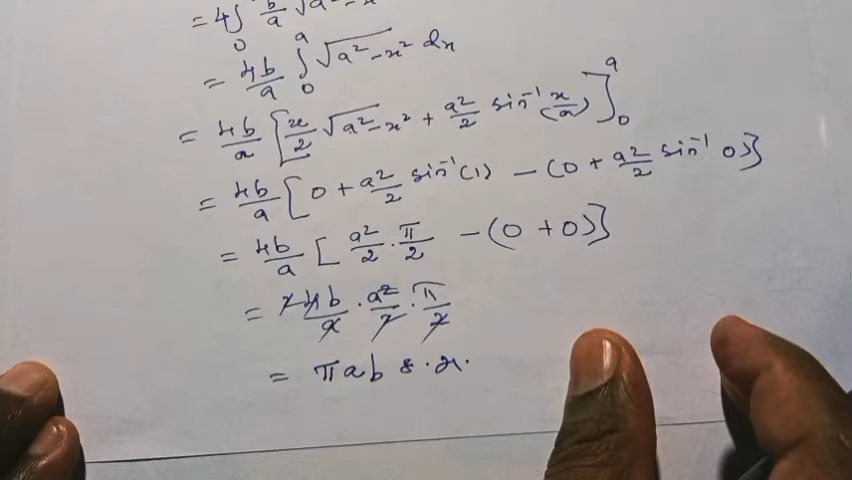 = 4∫₀ b/a √a² - x
= 4b/a ∫₀ᵃ √a² - x² dx
= 4b/a [x/2 √a² - x² + a²/2 sin⁻¹(x/a)]₀ᵃ
= 4b/a [0 + a²/2 sin⁻¹(1) - (0 + a²/2 sin⁻¹ 0)]
= 4b/a [a²/2 . π/2 - (0 + 0)]
= 4b/a . a²/2 . π/2
= πab